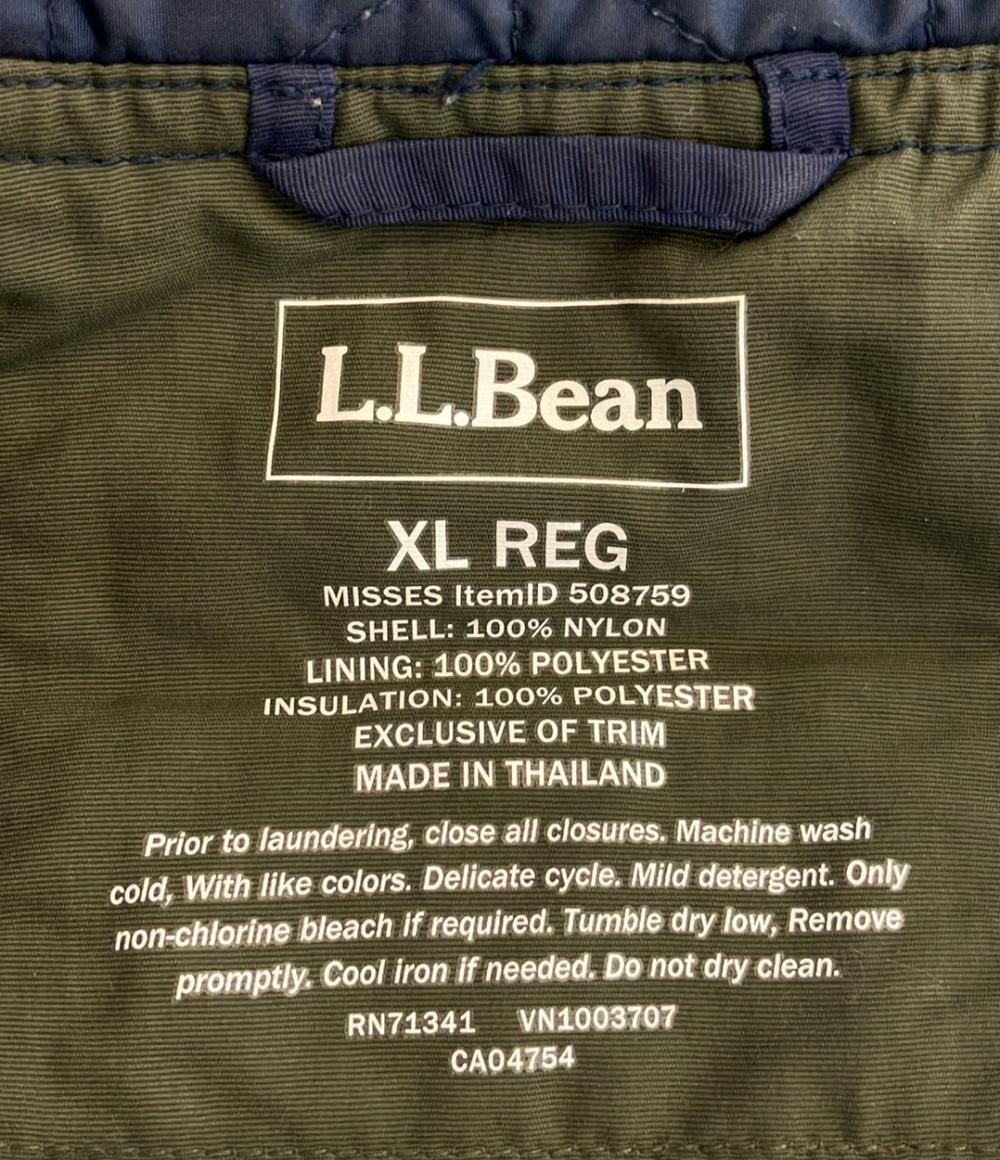 L.L.Bean
XL REG
MISSES ItemID 508759
SHELL: 100% NYLON
LINING: 100% POLYESTER
INSULATION: 100% POLYESTER
EXCLUSIVE OF TRIM
MADE IN THAILAND
Prior to laundering, close all closures. Machine wash
cold, With like colors. Delicate cycle. Mild detergent. Only
non-chlorine bleach if required. Tumble dry low, Remove
promptly. Cool iron if needed. Do not dry clean.
RN71341 VN1003707
CA04754